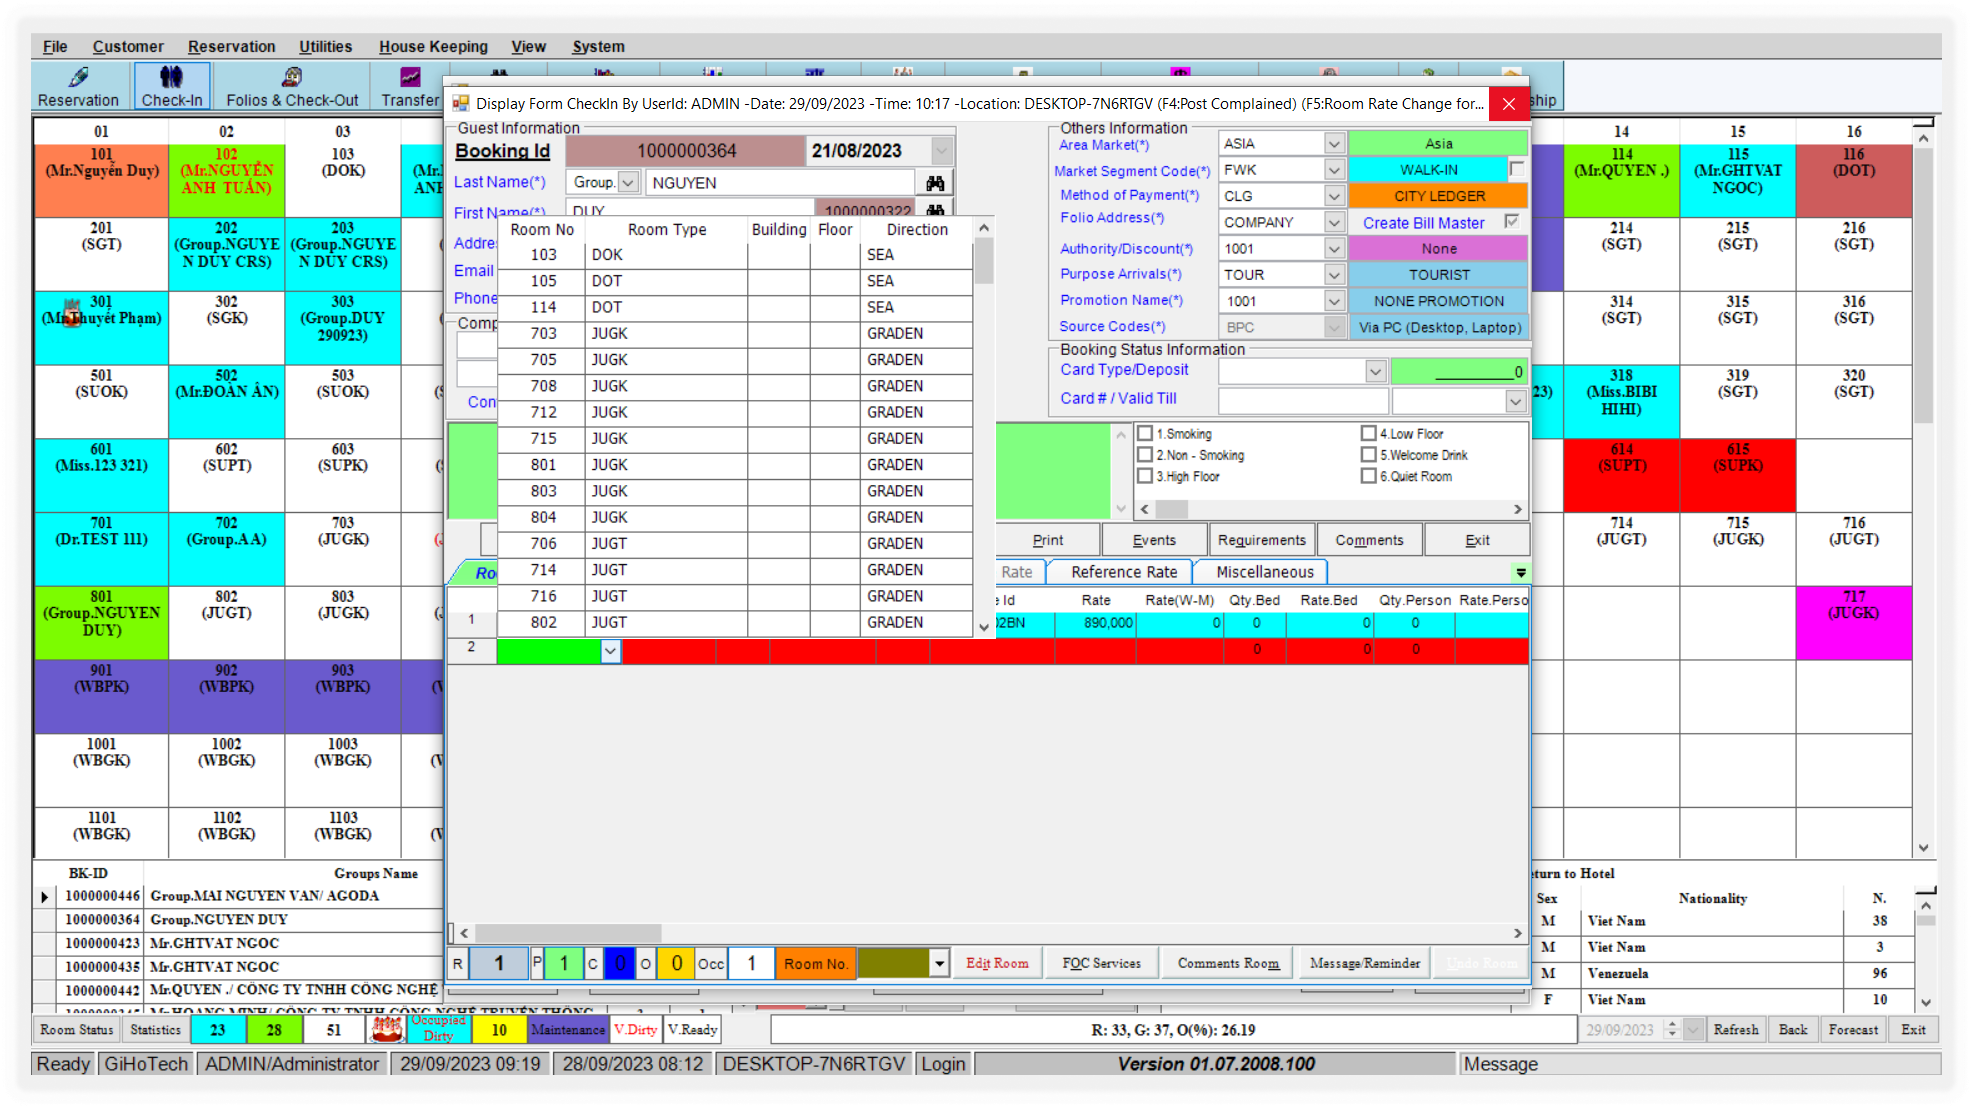 File Customer Reservation Utilities House Keeping View System
Reservation Check-In Folios & Check-Out Transfer
ship
Display Form CheckIn By UserId: ADMIN -Date: 29/09/2023 -Time: 10:17 -Location: DESKTOP-7N6RTGV (F4:Post Complained) (F5:Room Rate Change for...
01 02 03
101 (Mr.Nguyễn Duy)
102 (Mr.NGUYỄN ANH TUẤN)
103 (DOK)
(Mr.
ANH
201 (SGT)
202 (Group.NGUYE N DUY CRS)
203 (Group.NGUYE N DUY CRS)
301 (Mr.Thuyết Phạm)
302 (SGK)
303 (Group.DUY 290923)
501 (SUOK)
502 (Mr.ĐOÀN ÂN)
503 (SUOK)
601 (Miss.123 321)
602 (SUPT)
603 (SUPK)
701 (Dr.TEST 111)
702 (Group.AA)
703 (JUGK)
801 (Group.NGUYEN DUY)
802 (JUGT)
803 (JUGK)
901 (WBPK)
902 (WBPK)
903 (WBPK)
1001 (WBGK)
1002 (WBGK)
1003 (WBGK)
1101 (WBGK)
1102 (WBGK)
1103 (WBGK)
Guest Information
Booking Id 1000000364 21/08/2023
Last Name(*) Group. NGUYEN
First Name(*) DUY 1000000322
Addre
Email
Phone
Comp
Con
Room No Room Type Building Floor Direction
103 DOK SEA
105 DOT SEA
114 DOT SEA
703 JUGK GRADEN
705 JUGK GRADEN
708 JUGK GRADEN
712 JUGK GRADEN
715 JUGK GRADEN
801 JUGK GRADEN
803 JUGK GRADEN
804 JUGK GRADEN
706 JUGT GRADEN
714 JUGT GRADEN
716 JUGT GRADEN
802 JUGT GRADEN
Others Information
Area Market(*) ASIA Asia
Market Segment Code(*) FWK WALK-IN
Method of Payment(*) CLG CITY LEDGER
Folio Address(*) COMPANY Create Bill Master
Authority/Discount(*) 1001 None
Purpose Arrivals(*) TOUR TOURIST
Promotion Name(*) 1001 NONE PROMOTION
Source Codes(*) BPC Via PC (Desktop, Laptop)
Booking Status Information
Card Type/Deposit 0
Card # / Valid Till
1.Smoking 4.Low Floor
2.Non - Smoking 5.Welcome Drink
3.High Floor 6.Quiet Room
Print Events Requirements Comments Exit
Ro Rate Reference Rate Miscellaneous
e Id Rate Rate(W-M) Qty.Bed Rate.Bed Qty.Person Rate.Perso
1 02BN 890,000 0 0 0 0
2 0 0 0
R 1 P 1 C 0 O 0 Occ 1 Room No. Edit Room FOC Services Comments Room Message/Reminder Undo Room
14 15 16
114 (Mr.QUYEN .)
115 (Mr.GHTVAT NGOC)
116 (DOT)
214 (SGT)
215 (SGT)
216 (SGT)
314 (SGT)
315 (SGT)
316 (SGT)
23)
318 (Miss.BIBI HIHI)
319 (SGT)
320 (SGT)
614 (SUPT)
615 (SUPK)
714 (JUGT)
715 (JUGK)
716 (JUGT)
717 (JUGK)
BK-ID Groups Name
1000000446 Group.MAI NGUYEN VAN/ AGODA
1000000364 Group.NGUYEN DUY
1000000423 Mr.GHTVAT NGOC
1000000435 Mr.GHTVAT NGOC
1000000442 Mr.QUYEN ./ CÔNG TY TNHH CÔNG NGHỆ
eturn to Hotel
Sex Nationality N.
M Viet Nam 38
M Viet Nam 3
M Venezuela 96
F Viet Nam 10
Room Status Statistics 23 28 51 Occupied Dirty 10 Maintenance V.Dirty V.Ready R: 33, G: 37, O(%): 26.19 29/09/2023 Refresh Back Forecast Exit
Ready GiHoTech ADMIN/Administrator 29/09/2023 09:19 28/09/2023 08:12 DESKTOP-7N6RTGV Login Version 01.07.2008.100 Message